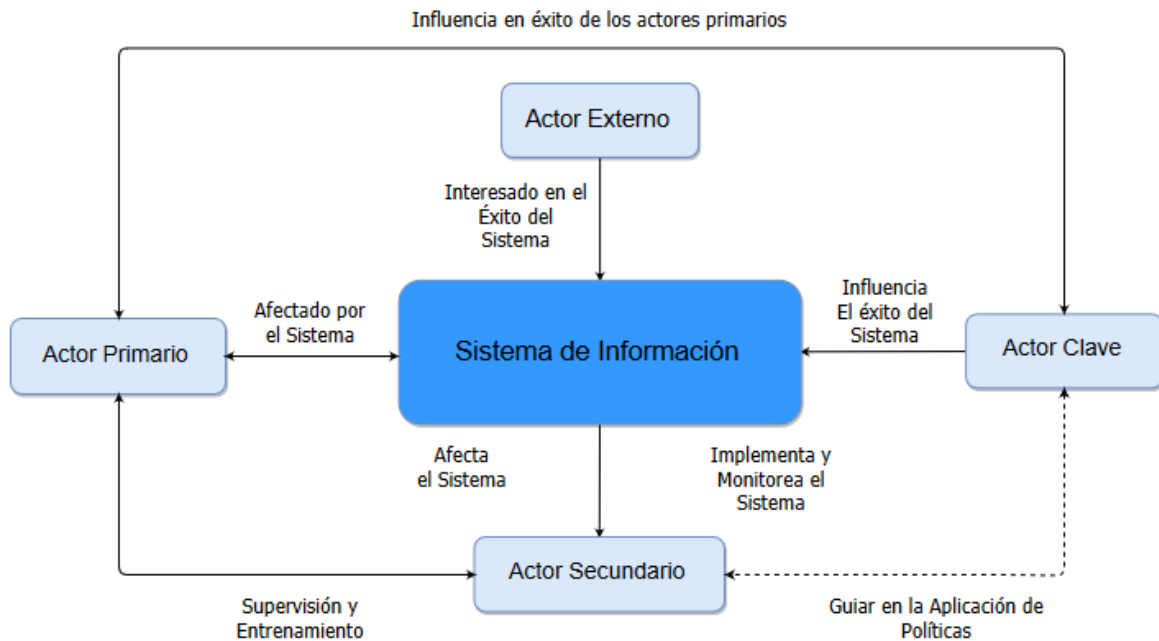 Influencia en éxito de los actores primarios
Actor Externo
Interesado en el
Éxito del
Sistema
Afectado por
el Sistema
Influencia
El éxito del
Sistema
Actor Primario
Sistema de Información
Actor Clave
Afecta
el Sistema
Implementa y
Monitorea el
Sistema
Actor Secundario
Supervisión y
Entrenamiento
Guiar en la Aplicación de
Políticas